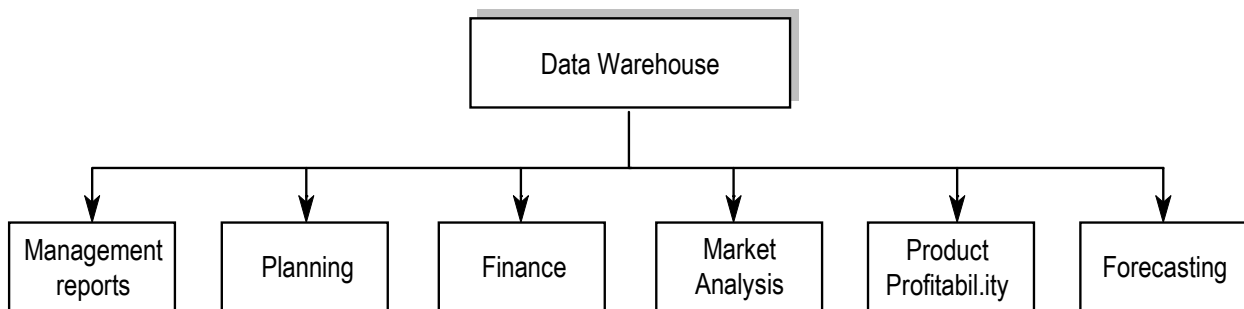 Data Warehouse
Management
reports
Planning
Finance
Market
Analysis
Product
Profitabil.ity
Forecasting